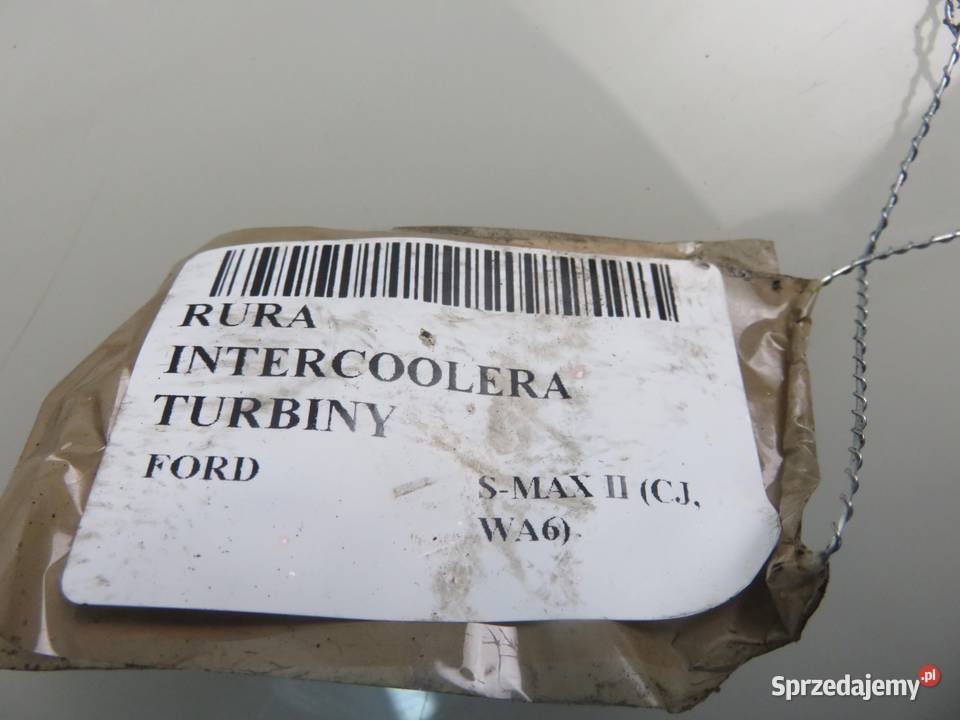 RURA
INTERCOOLERA
TURBINY
FORD
S-MAX II (CJ,
WA6)
Sprzedajemy.pl